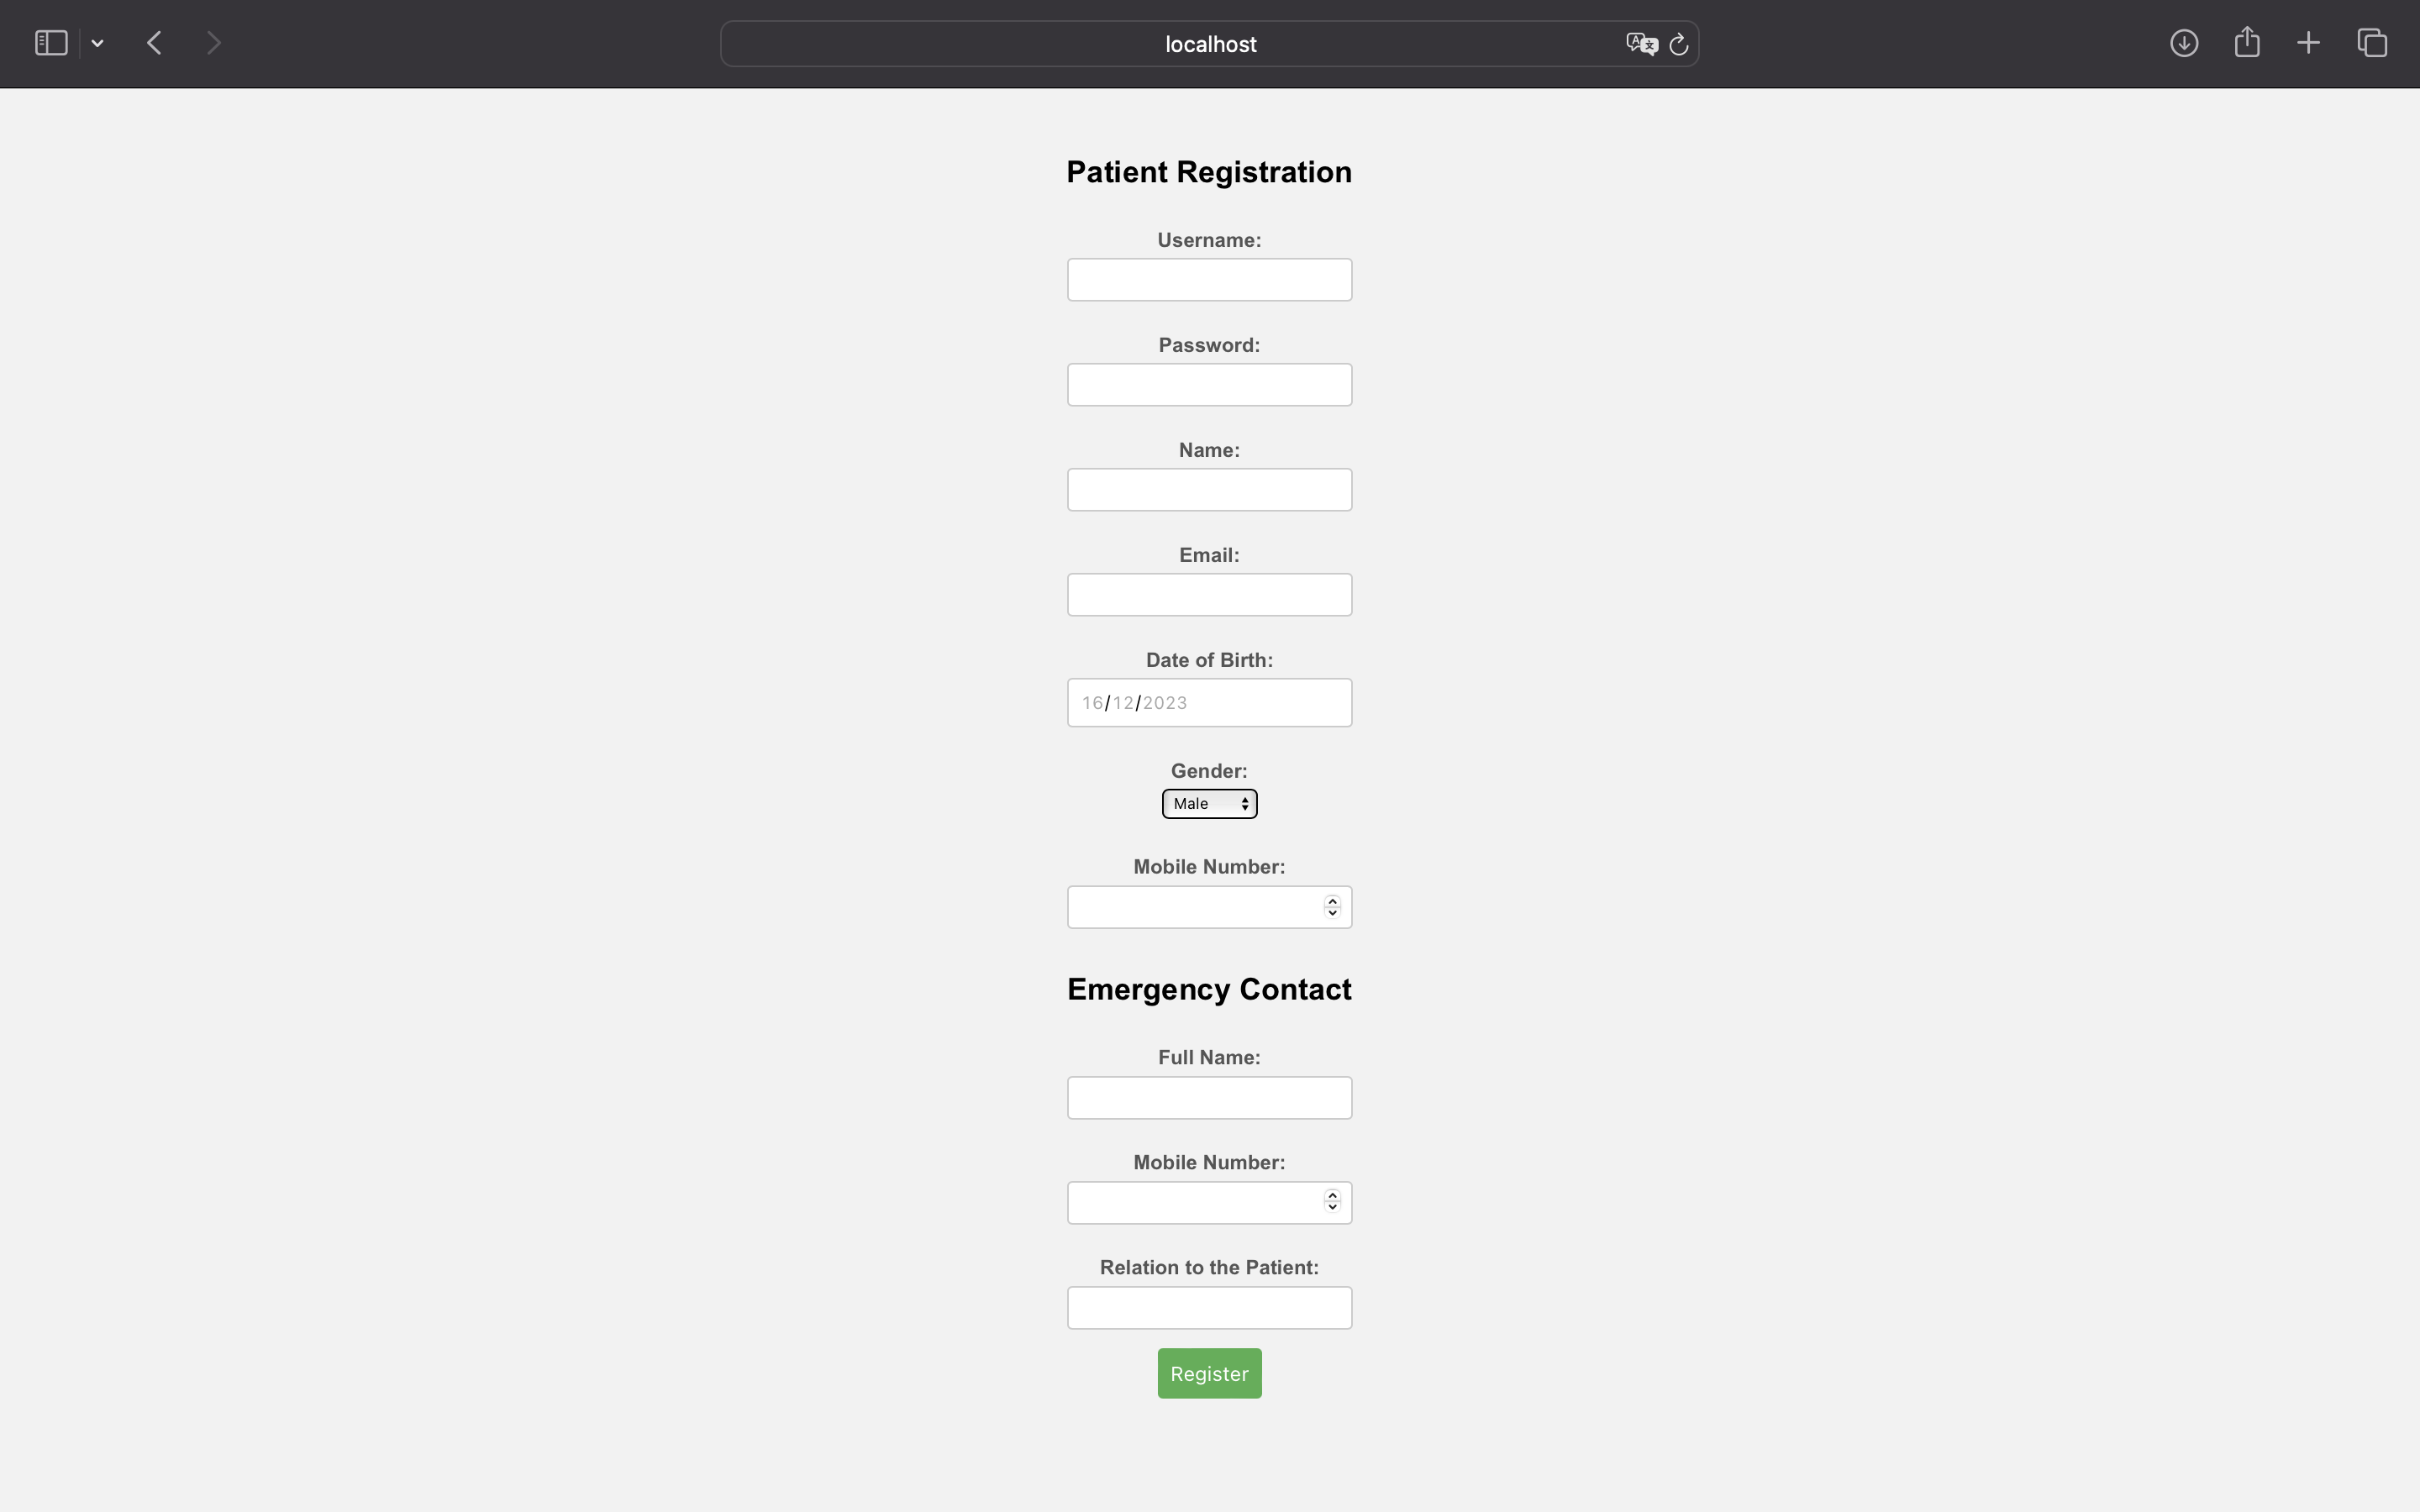 localhost
Patient Registration
Username:
Password:
Name:
Email:
Date of Birth:
16/12/2023
Gender:
Male
Mobile Number:
Emergency Contact
Full Name:
Mobile Number:
Relation to the Patient:
Register